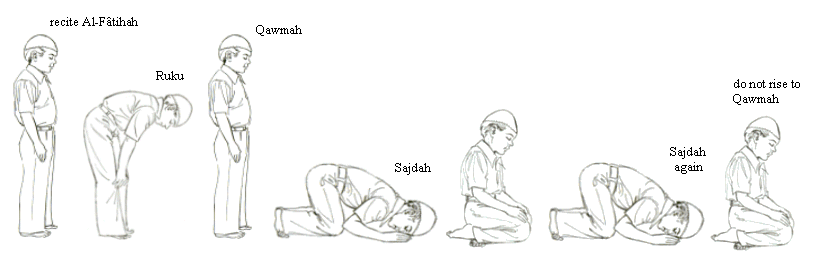 recite Al-Fâtihah
Ruku
Qawmah
Sajdah
Sajdah
again
do not rise to
Qawmah